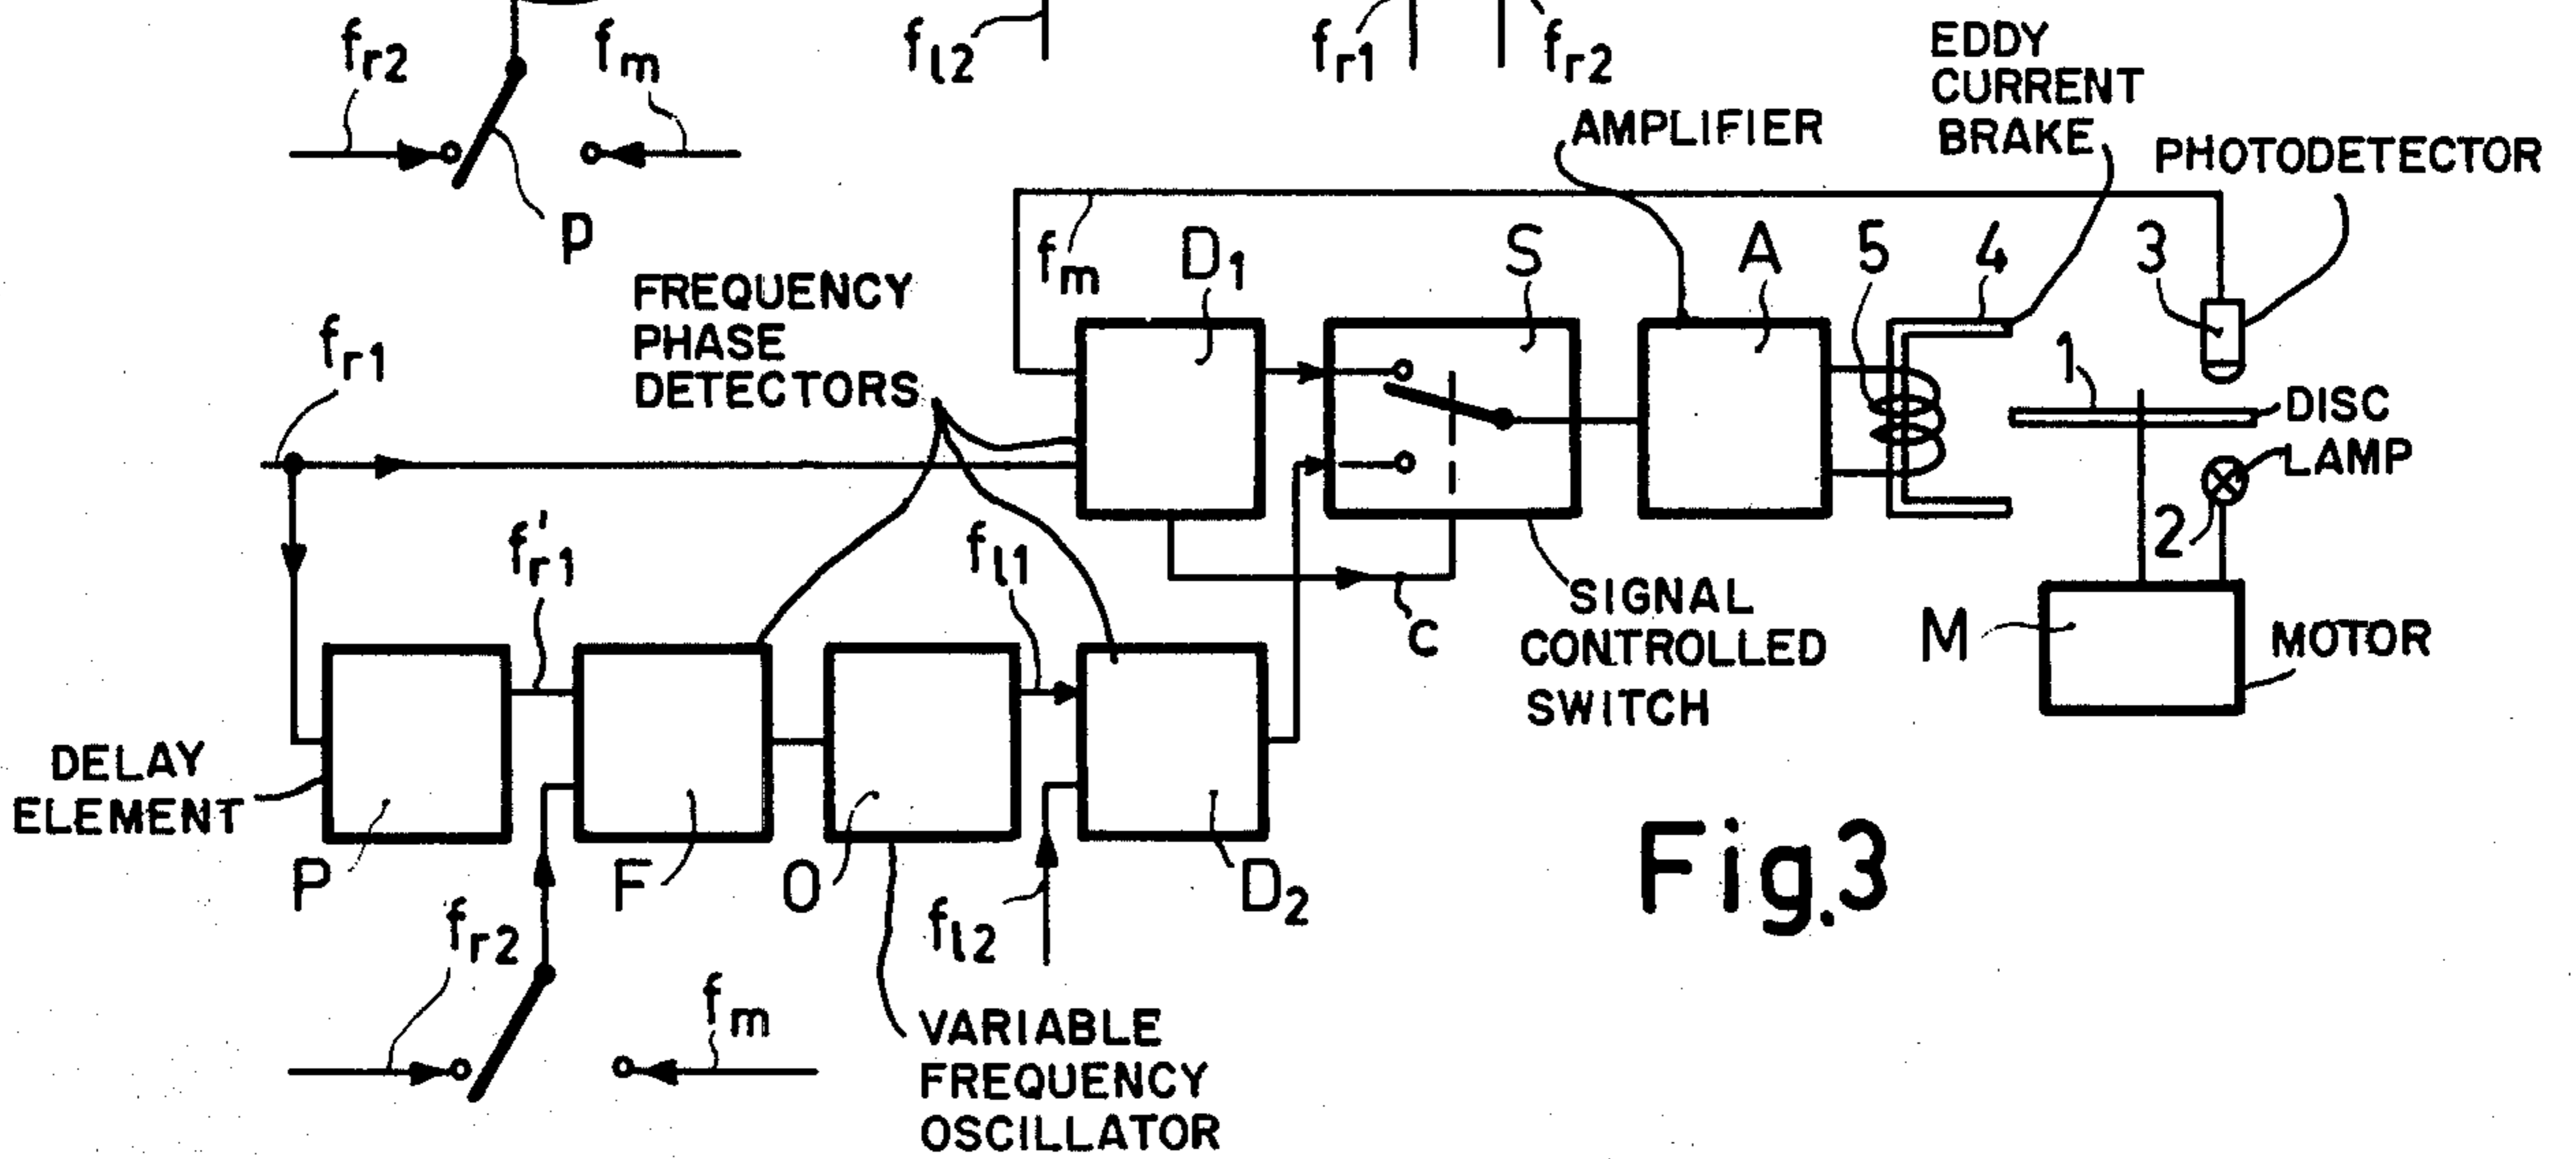 fr2
fm
fl2
fr1
fr2
P
EDDY
CURRENT
BRAKE
AMPLIFIER
PHOTODETECTOR
fm
D1
S
A
5
4
3
FREQUENCY
PHASE
DETECTORS
fr1
1
DISC
LAMP
2
f'r1
fl1
C
SIGNAL
CONTROLLED
SWITCH
M
MOTOR
DELAY
ELEMENT
P
F
O
D2
fr2
fl2
fm
VARIABLE
FREQUENCY
OSCILLATOR
Fig.3